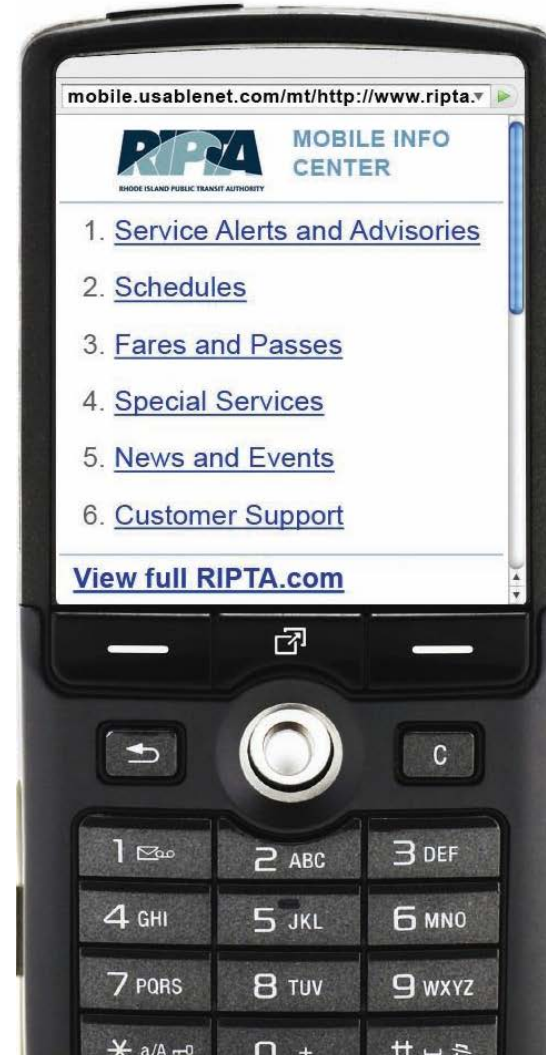 mobile.usablenet.com/mt/http://www.ripta.
RIPTA
RHODE ISLAND PUBLIC TRANSIT AUTHORITY
MOBILE INFO
CENTER
1. Service Alerts and Advisories
2. Schedules
3. Fares and Passes
4. Special Services
5. News and Events
6. Customer Support
View full RIPTA.com
C
1 2 ABC 3 DEF
4 GHI 5 JKL 6 MNO
7 PQRS 8 TUV 9 WXYZ
* a/A 0 + #